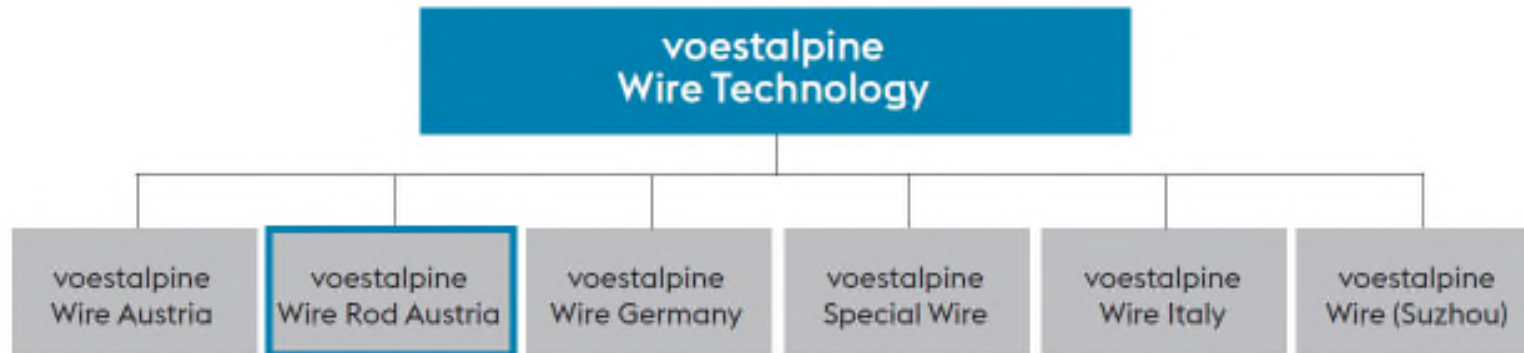 voestalpine
Wire Technology
voestalpine
Wire Austria
voestalpine
Wire Rod Austria
voestalpine
Wire Germany
voestalpine
Special Wire
voestalpine
Wire Italy
voestalpine
Wire (Suzhou)